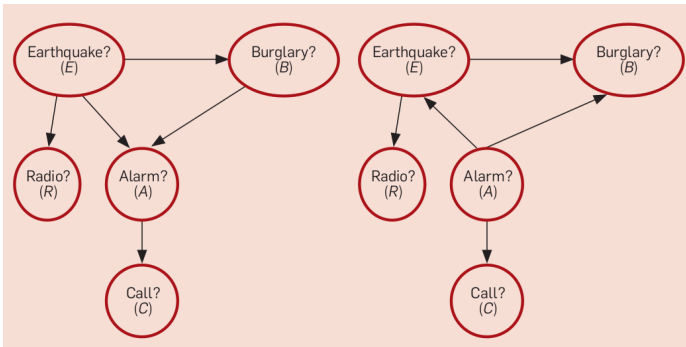 Earthquake?
(E)
Burglary?
(B)
Radio?
(R)
Alarm?
(A)
Call?
(C)
Earthquake?
(E)
Burglary?
(B)
Radio?
(R)
Alarm?
(A)
Call?
(C)